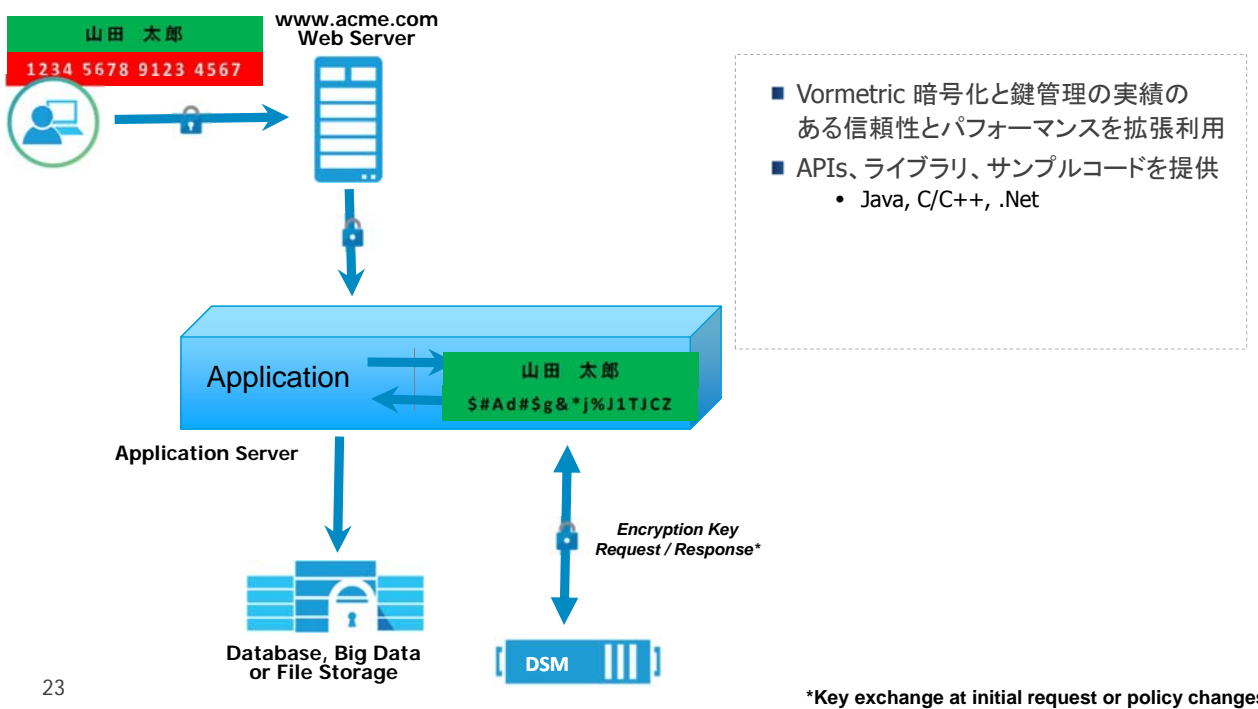 山田 太郎
1234 5678 9123 4567
www.acme.com
Web Server
Vormetric 暗号化と鍵管理の実績の
ある信頼性とパフォーマンスを拡張利用
APIs、ライブラリ、サンプルコードを提供
• Java, C/C++, .Net
Application
山田 太郎
$#Ad#$g&*j%J1TJCZ
Application Server
Encryption Key
Request / Response*
Database, Big Data
or File Storage
DSM
23
*Key exchange at initial request or policy changes